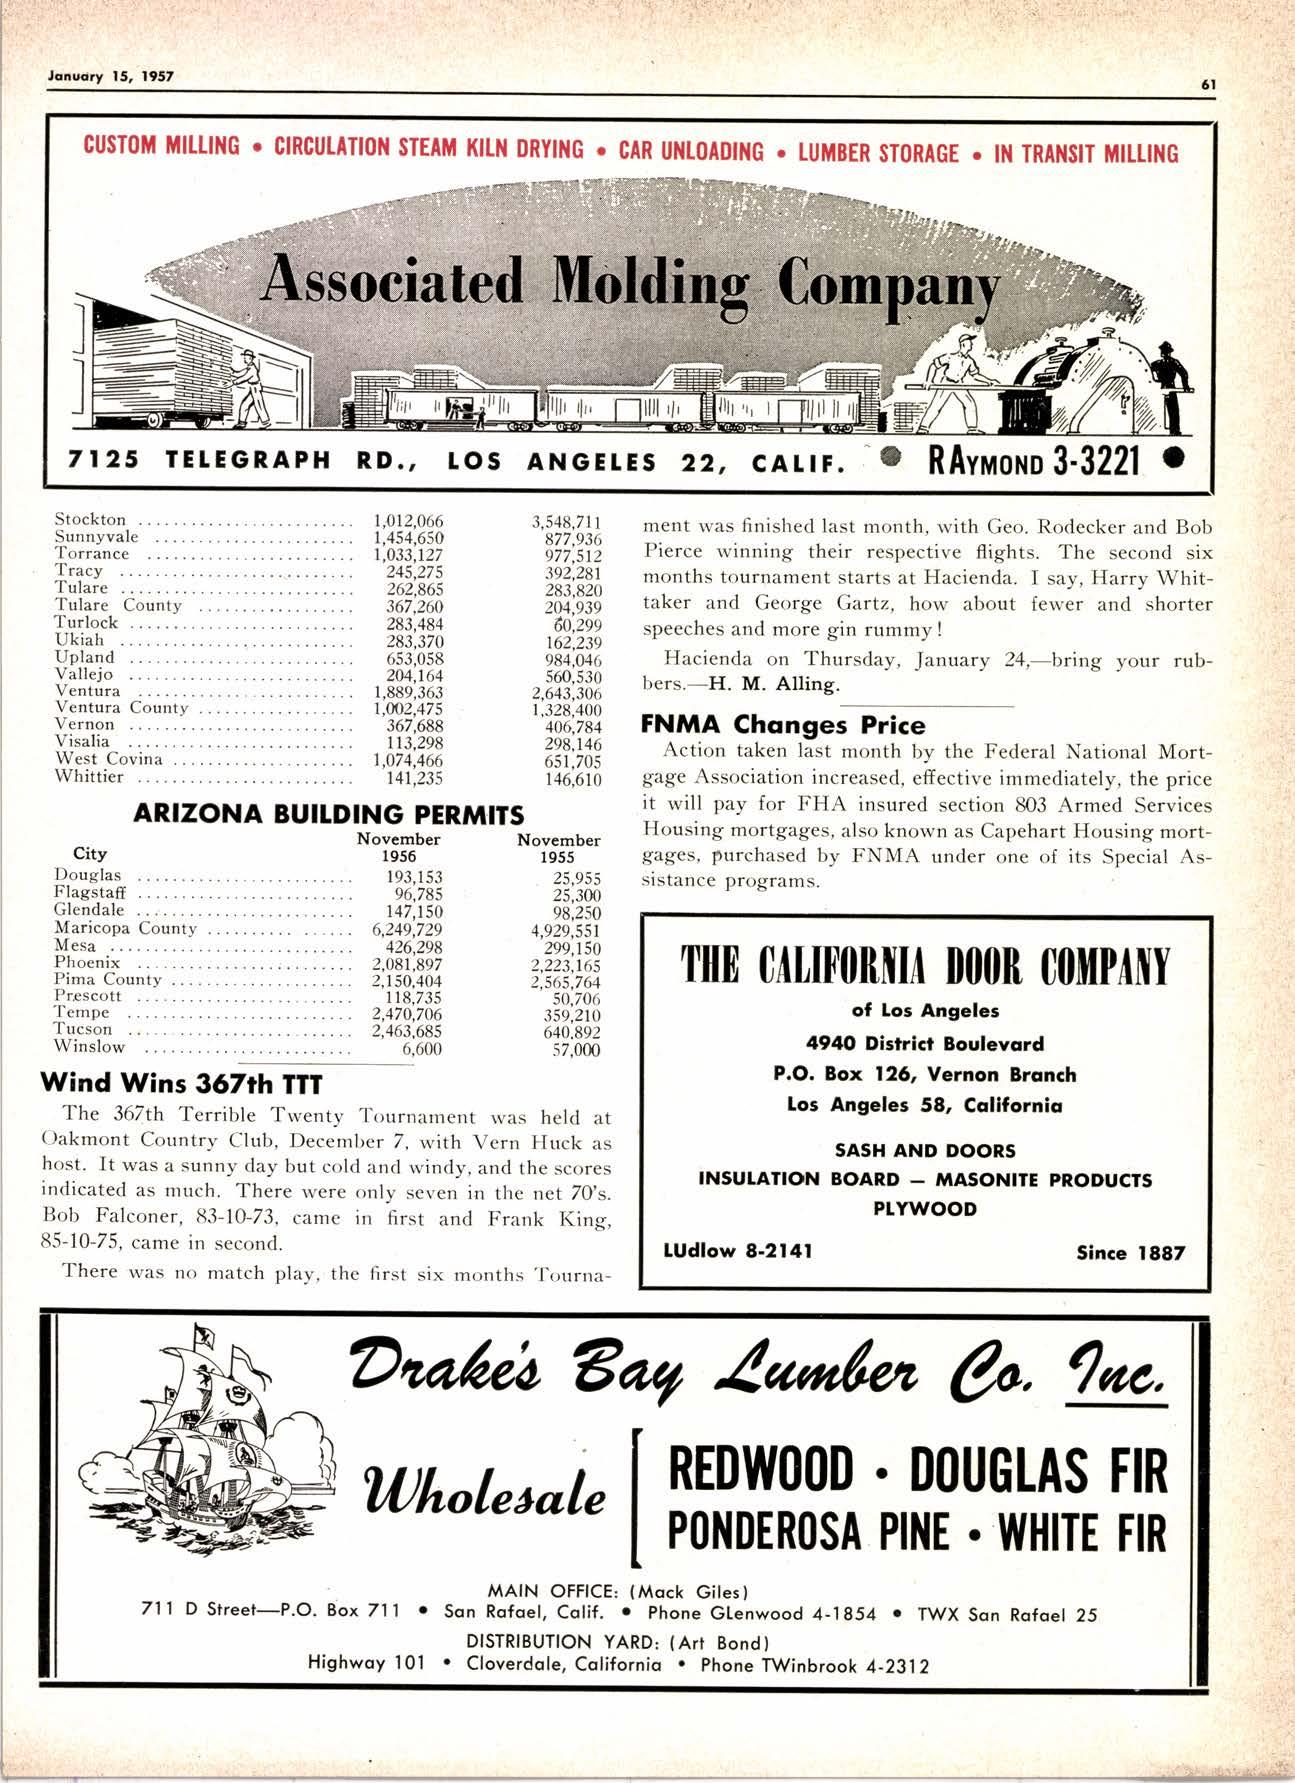 January 15, 1957
61
CUSTOM MILLING • CIRCULATION STEAM KILN DRYING • CAR UNLOADING • LUMBER STORAGE • IN TRANSIT MILLING
Associated Molding Company
7125 TELEGRAPH RD., LOS ANGELES 22, CALIF. • RAYMOND 3-3221 •
Stockton ......................... 1,012,066 3,548,711
Sunnyvale ....................... 1,454,650 877,936
Torrance ........................ 1,033,127 977,512
Tracy ........................... 245,275 392,281
Tulare ........................... 262,865 283,820
Tulare County .................. 367,260 204,939
Turlock .......................... 283,484 60,299
Ukiah ............................ 283,370 162,239
Upland .......................... 653,058 984,046
Vallejo ........................... 204,164 560,530
Ventura ......................... 1,889,363 2,643,306
Ventura County .................. 1,002,475 1,328,400
Vernon .......................... 367,688 406,784
Visalia .......................... 113,298 298,146
West Covina ..................... 1,074,466 651,705
Whittier ......................... 141,235 146,610
ARIZONA BUILDING PERMITS
November November
City 1956 1955
Douglas ......................... 193,153 25,955
Flagstaff ......................... 96,785 25,300
Glendale ......................... 147,150 98,250
Maricopa County .......... ...... 6,249,729 4,929,551
Mesa ............................ 426,298 299,150
Phoenix ......................... 2,081,897 2,223,165
Pima County ..................... 2,150,404 2,565,764
Prescott ......................... 118,735 50,706
Tempe .......................... 2,470,706 359,210
Tucson .......................... 2,463,685 640,892
Winslow ........................ 6,600 57,000
Wind Wins 367th TTT
The 367th Terrible Twenty Tournament was held at
Oakmont Country Club, December 7, with Vern Huck as
host. It was a sunny day but cold and windy, and the scores
indicated as much. There were only seven in the net 70's.
Bob Falconer, 83-10-73, came in first and Frank King,
85-10-75, came in second.
There was no match play, the first six months Tourna-
ment was finished last month, with Geo. Rodecker and Bob
Pierce winning their respective flights. The second six
months tournament starts at Hacienda. I say, Harry Whit-
taker and George Gartz, how about fewer and shorter
speeches and more gin rummy!
Hacienda on Thursday, January 24,—bring your rub-
bers.—H. M. Alling.
FNMA Changes Price
Action taken last month by the Federal National Mort-
gage Association increased, effective immediately, the price
it will pay for FHA insured section 803 Armed Services
Housing mortgages, also known as Capehart Housing mort-
gages, purchased by FNMA under one of its Special As-
sistance programs.
THE CALIFORNIA DOOR COMPANY
of Los Angeles
4940 District Boulevard
P.O. Box 126, Vernon Branch
Los Angeles 58, California
SASH AND DOORS
INSULATION BOARD — MASONITE PRODUCTS
PLYWOOD
LUdlow 8-2141 Since 1887
Drake's Bay Lumber Co. Inc.
Wholesale
REDWOOD • DOUGLAS FIR
PONDEROSA PINE • WHITE FIR
MAIN OFFICE: (Mack Giles)
711 D Street—P.O. Box 711 • San Rafael, Calif. • Phone GLenwood 4-1854 • TWX San Rafael 25
DISTRIBUTION YARD: (Art Bond)
Highway 101 • Cloverdale, California • Phone TWinbrook 4-2312